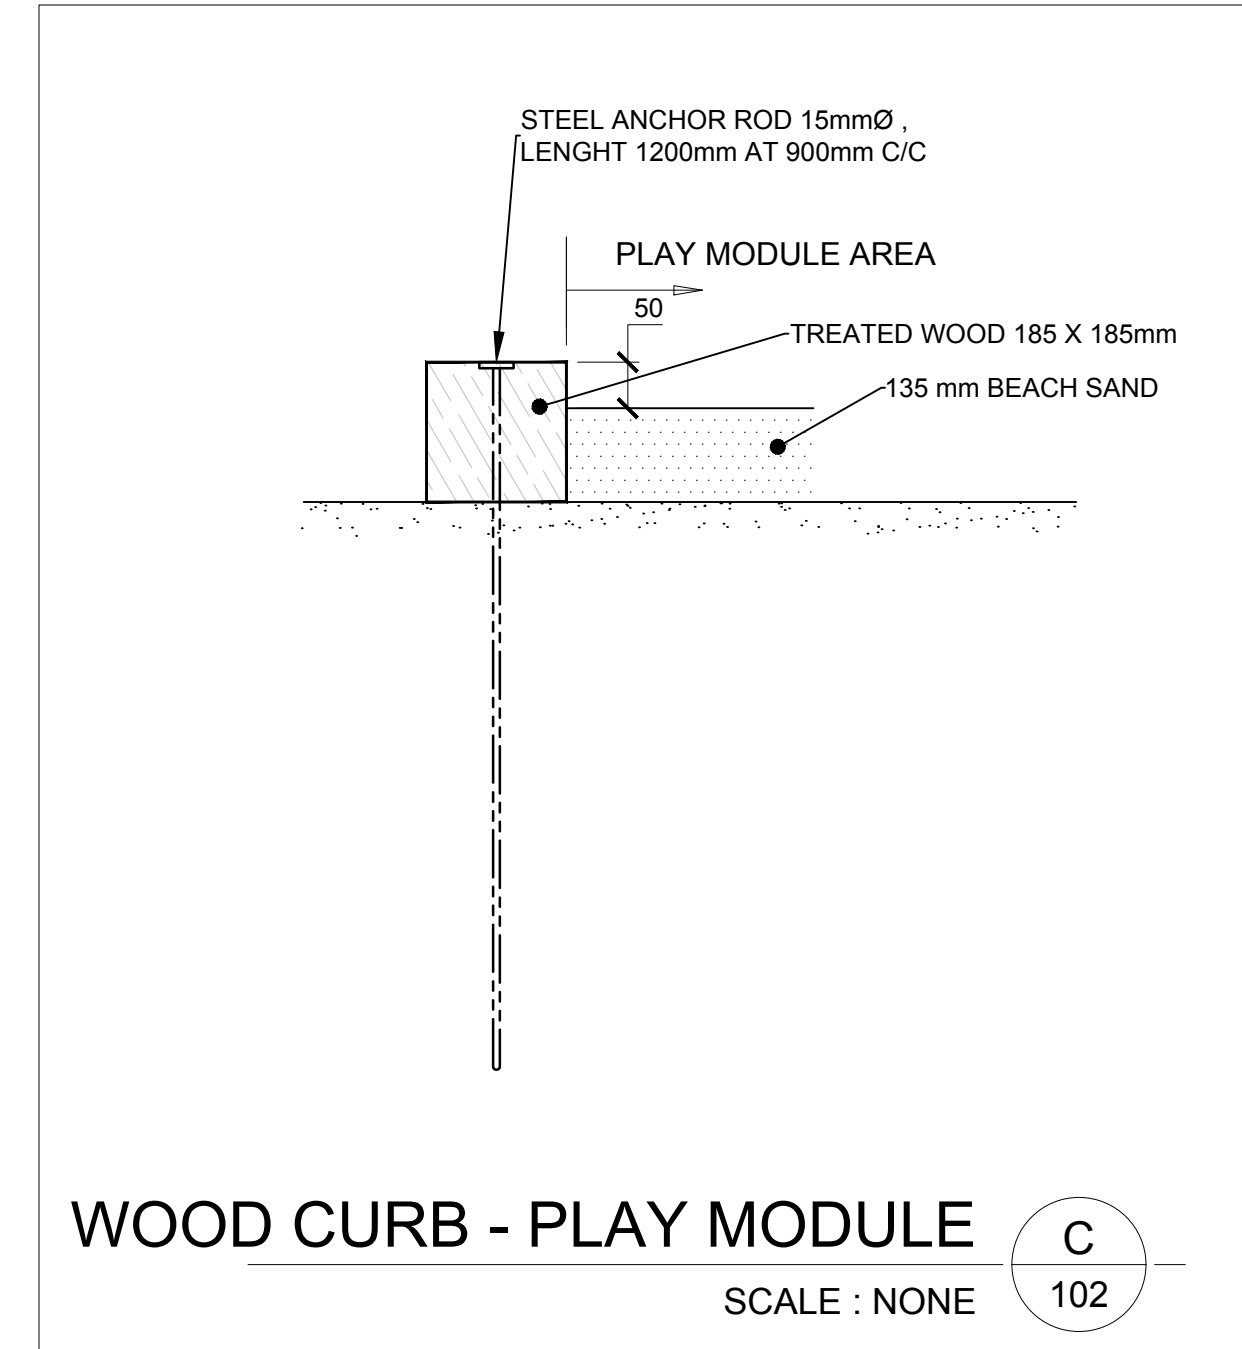 STEEL ANCHOR ROD 15mmØ ,
LENGHT 1200mm AT 900mm C/C
PLAY MODULE AREA
50
TREATED WOOD 185 X 185mm
135 mm BEACH SAND
WOOD CURB - PLAY MODULE
C
102
SCALE : NONE